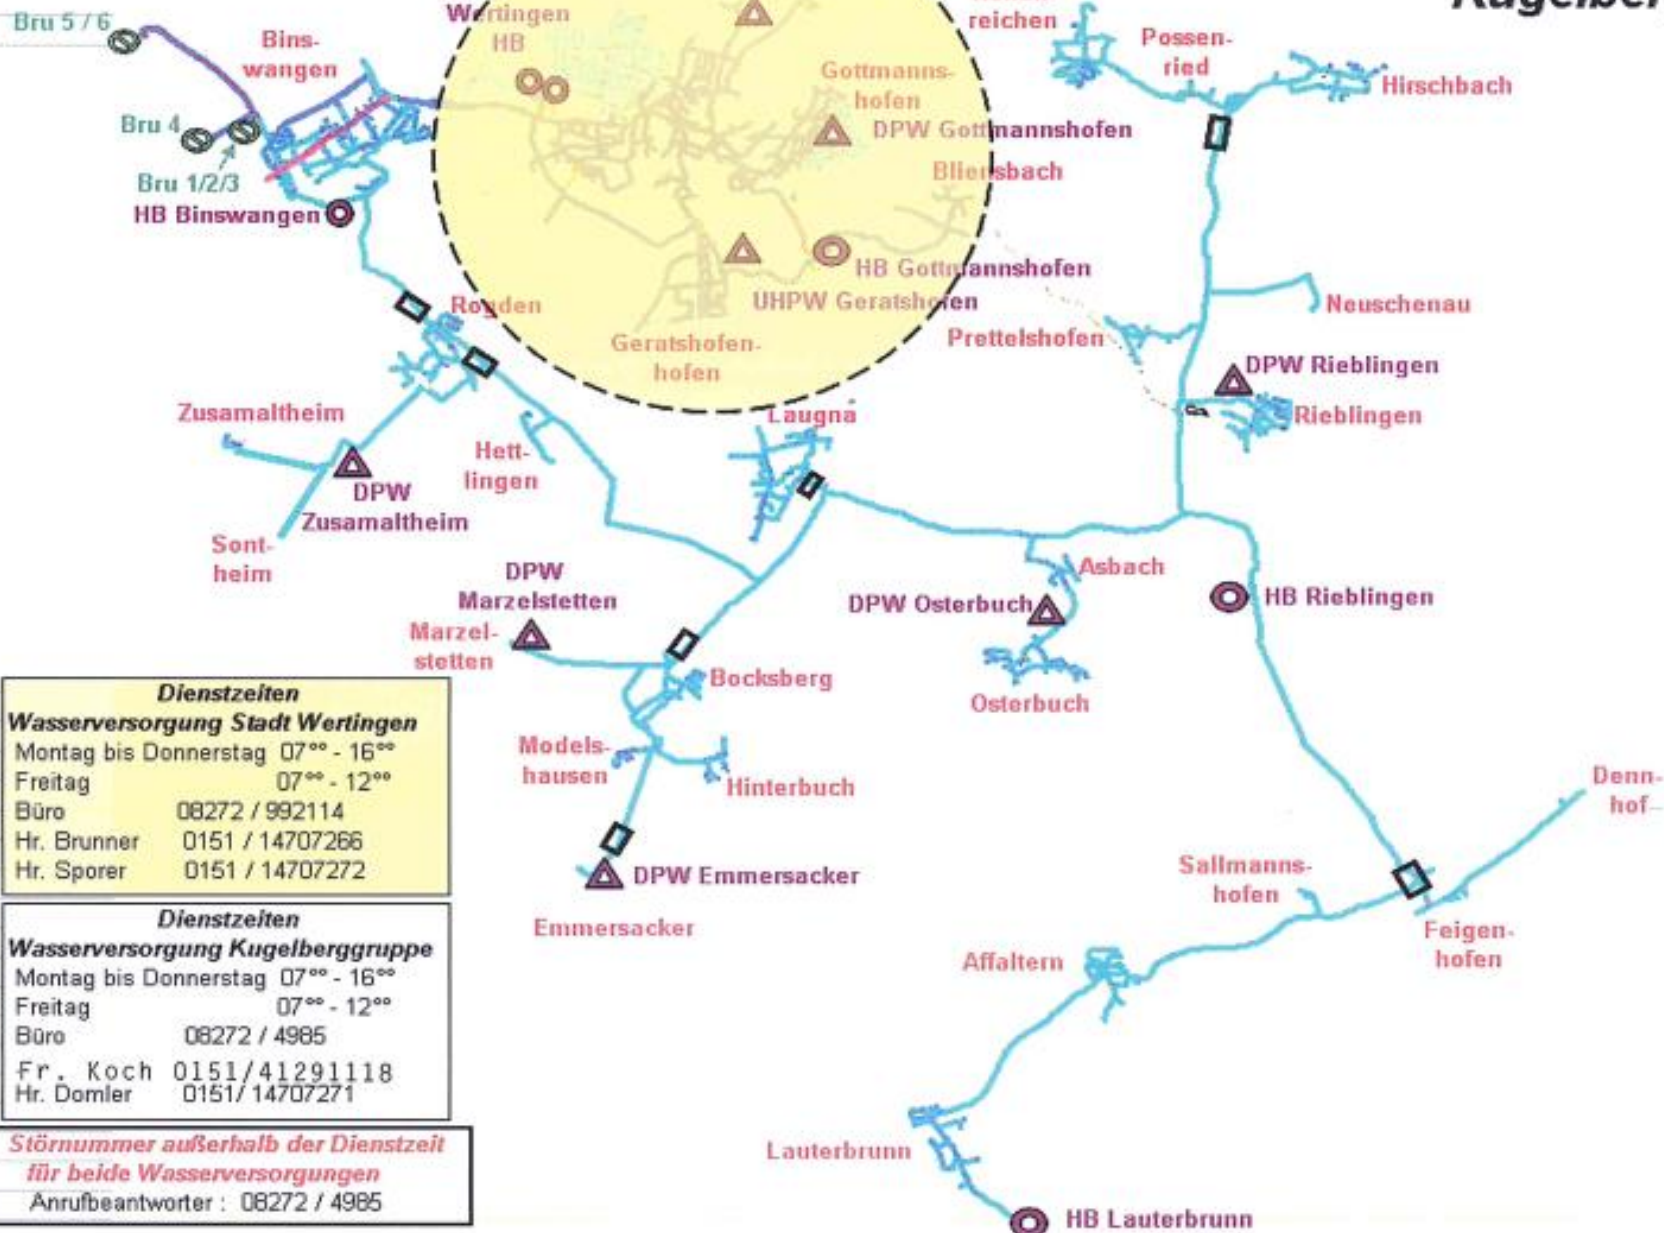 Bru 5 / 6
Bins-
wangen
Wertingen
HB
reichen
Possen-
ried
Hirschbach
Gottmanns-
hofen
DPW Gottmannshofen
Bru 4
Bru 1/2/3
HB Binswangen
Bliensbach
HB Gottmannshofen
UHPW Geratshofen
Geratshofen-
hofen
Neuschenau
Prettelshofen
DPW Rieblingen
Rieblingen
Roggden
Zusamaltheim
DPW
Zusamaltheim
Sont-
heim
Hett-
lingen
Laugna
Asbach
DPW Osterbuch
Osterbuch
HB Rieblingen
DPW
Marzelstetten
Marzel-
stetten
Bocksberg
Models-
hausen
Hinterbuch
DPW Emmersacker
Emmersacker
Denn-
hof
Sallmanns-
hofen
Feigen-
hofen
Affaltern
Lauterbrunn
HB Lauterbrunn
Dienstzeiten
Wasserversorgung Stadt Wertingen
Montag bis Donnerstag 07°° - 16°°
Freitag 07°° - 12°°
Büro 08272 / 992114
Hr. Brunner 0151 / 14707266
Hr. Sporer 0151 / 14707272
Dienstzeiten
Wasserversorgung Kugelberggruppe
Montag bis Donnerstag 07°° - 16°°
Freitag 07°° - 12°°
Büro 08272 / 4985
Fr. Koch 0151/41291118
Hr. Domler 0151/ 14707271
Störnummer außerhalb der Dienstzeit
für beide Wasserversorgungen
Anrufbeantworter : 08272 / 4985